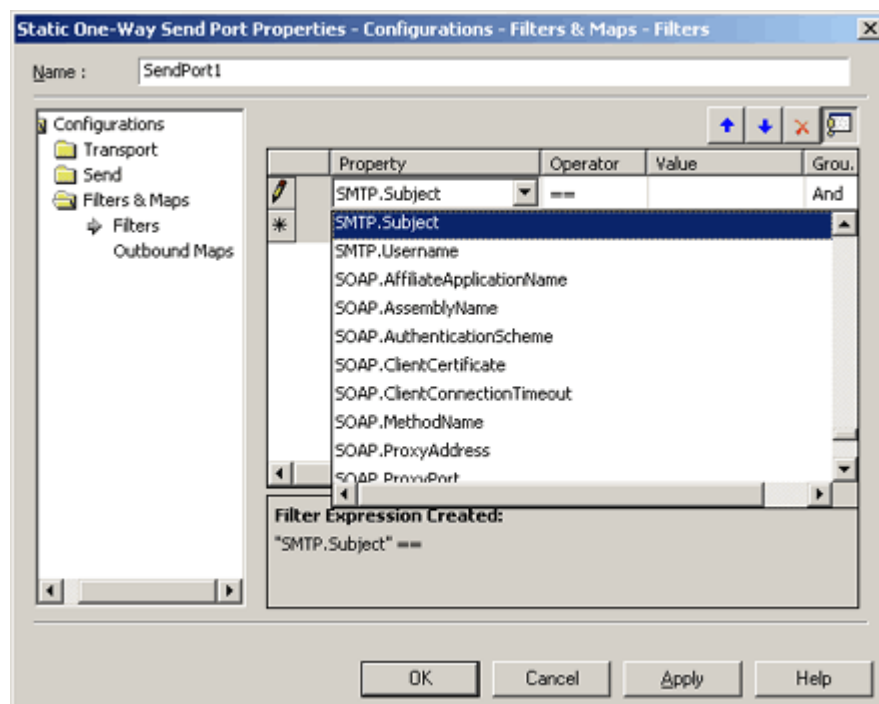 Static One-Way Send Port Properties - Configurations - Filters & Maps - Filters
Name : SendPort1
Configurations
Transport
Send
Filters & Maps
Filters
Outbound Maps
Property Operator Value Grou.
SMTP.Subject == And
SMTP.Subject
SMTP.Username
SOAP.AffiliateApplicationName
SOAP.AssemblyName
SOAP.AuthenticationScheme
SOAP.ClientCertificate
SOAP.ClientConnectionTimeout
SOAP.MethodName
SOAP.ProxyAddress
SOAP.ProxyPort
Filter Expression Created:
"SMTP.Subject" ==
OK Cancel Apply Help